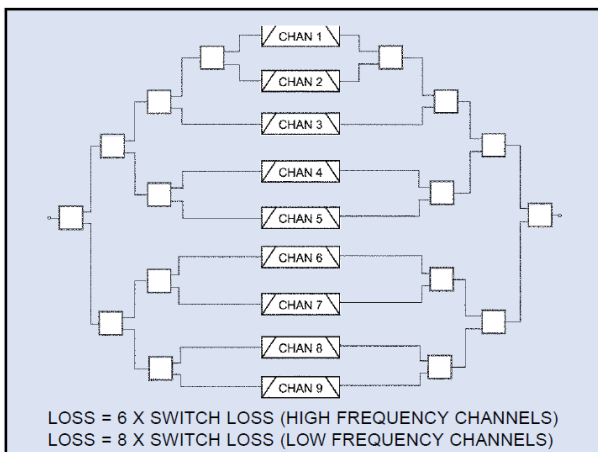 CHAN 1
CHAN 2
CHAN 3
CHAN 4
CHAN 5
CHAN 6
CHAN 7
CHAN 8
CHAN 9
LOSS = 6 X SWITCH LOSS (HIGH FREQUENCY CHANNELS)
LOSS = 8 X SWITCH LOSS (LOW FREQUENCY CHANNELS)